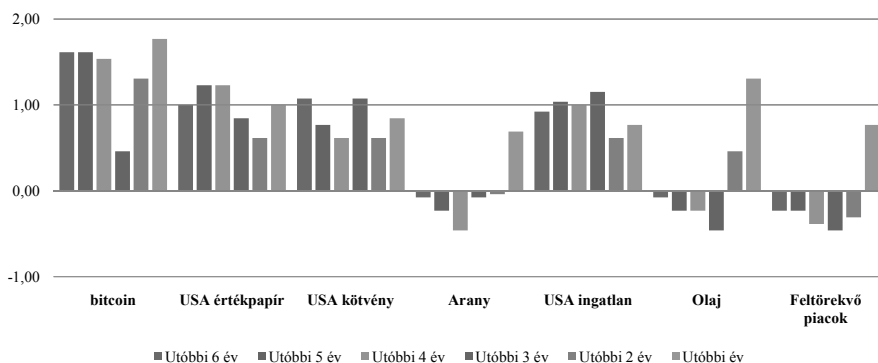 2,00
1,00
0,00
-1,00
bitcoin USA értékpapír USA kötvény Arany USA ingatlan Olaj Feltörekvő
piacok
Utóbbi 6 év Utóbbi 5 év Utóbbi 4 év Utóbbi 3 év Utóbbi 2 év Utóbbi év